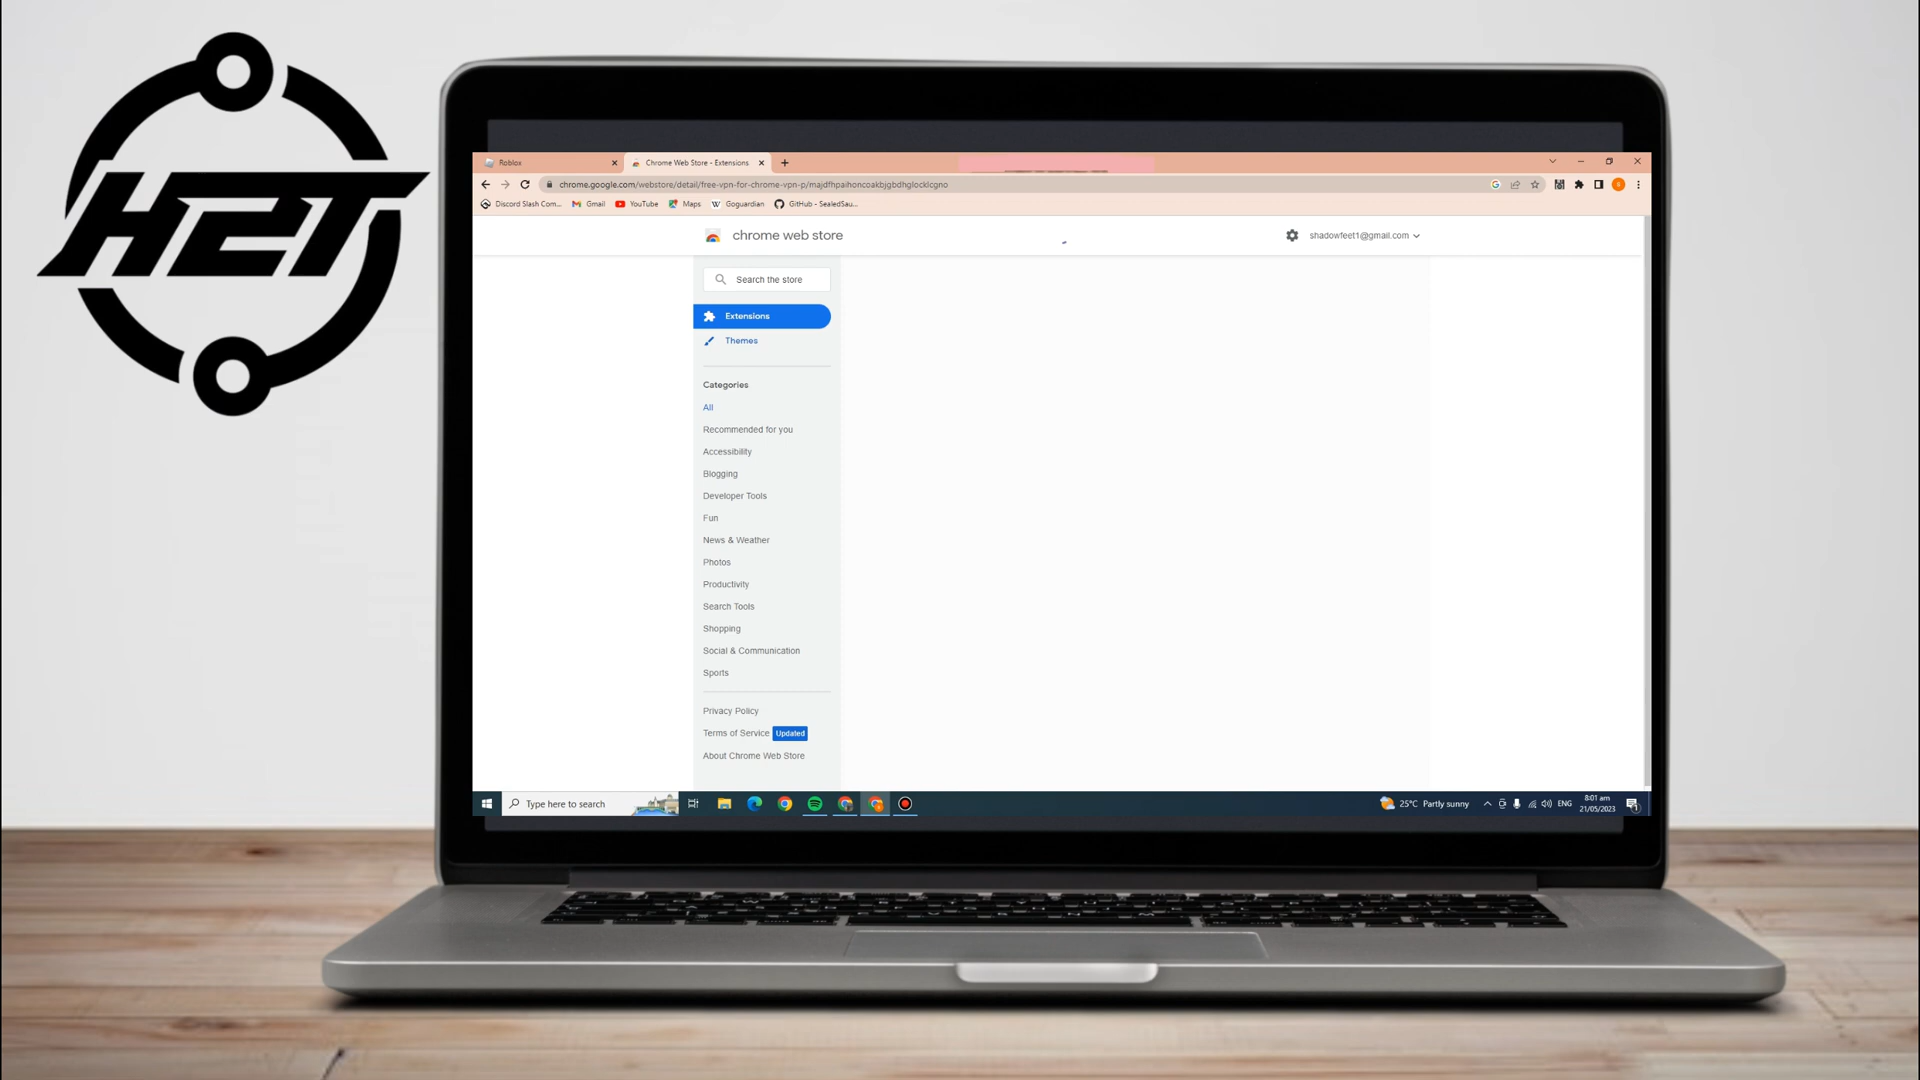 H2T
Roblox
Chrome Web Store - Extensions
chrome.google.com/webstore/detail/free-vpn-for-chrome-vpn-p/majdfhpaihoncoakbjgbdhglocklcgno
Discord Slash Com...
Gmail
YouTube
Maps
Goguardian
GitHub - SealedSau...
chrome web store
shadowfeet1@gmail.com
Search the store
Extensions
Themes
Categories
All
Recommended for you
Accessibility
Blogging
Developer Tools
Fun
News & Weather
Photos
Productivity
Search Tools
Shopping
Social & Communication
Sports
Privacy Policy
Terms of Service Updated
About Chrome Web Store
Type here to search
25°C Partly sunny
ENG
8:01 am
21/05/2023